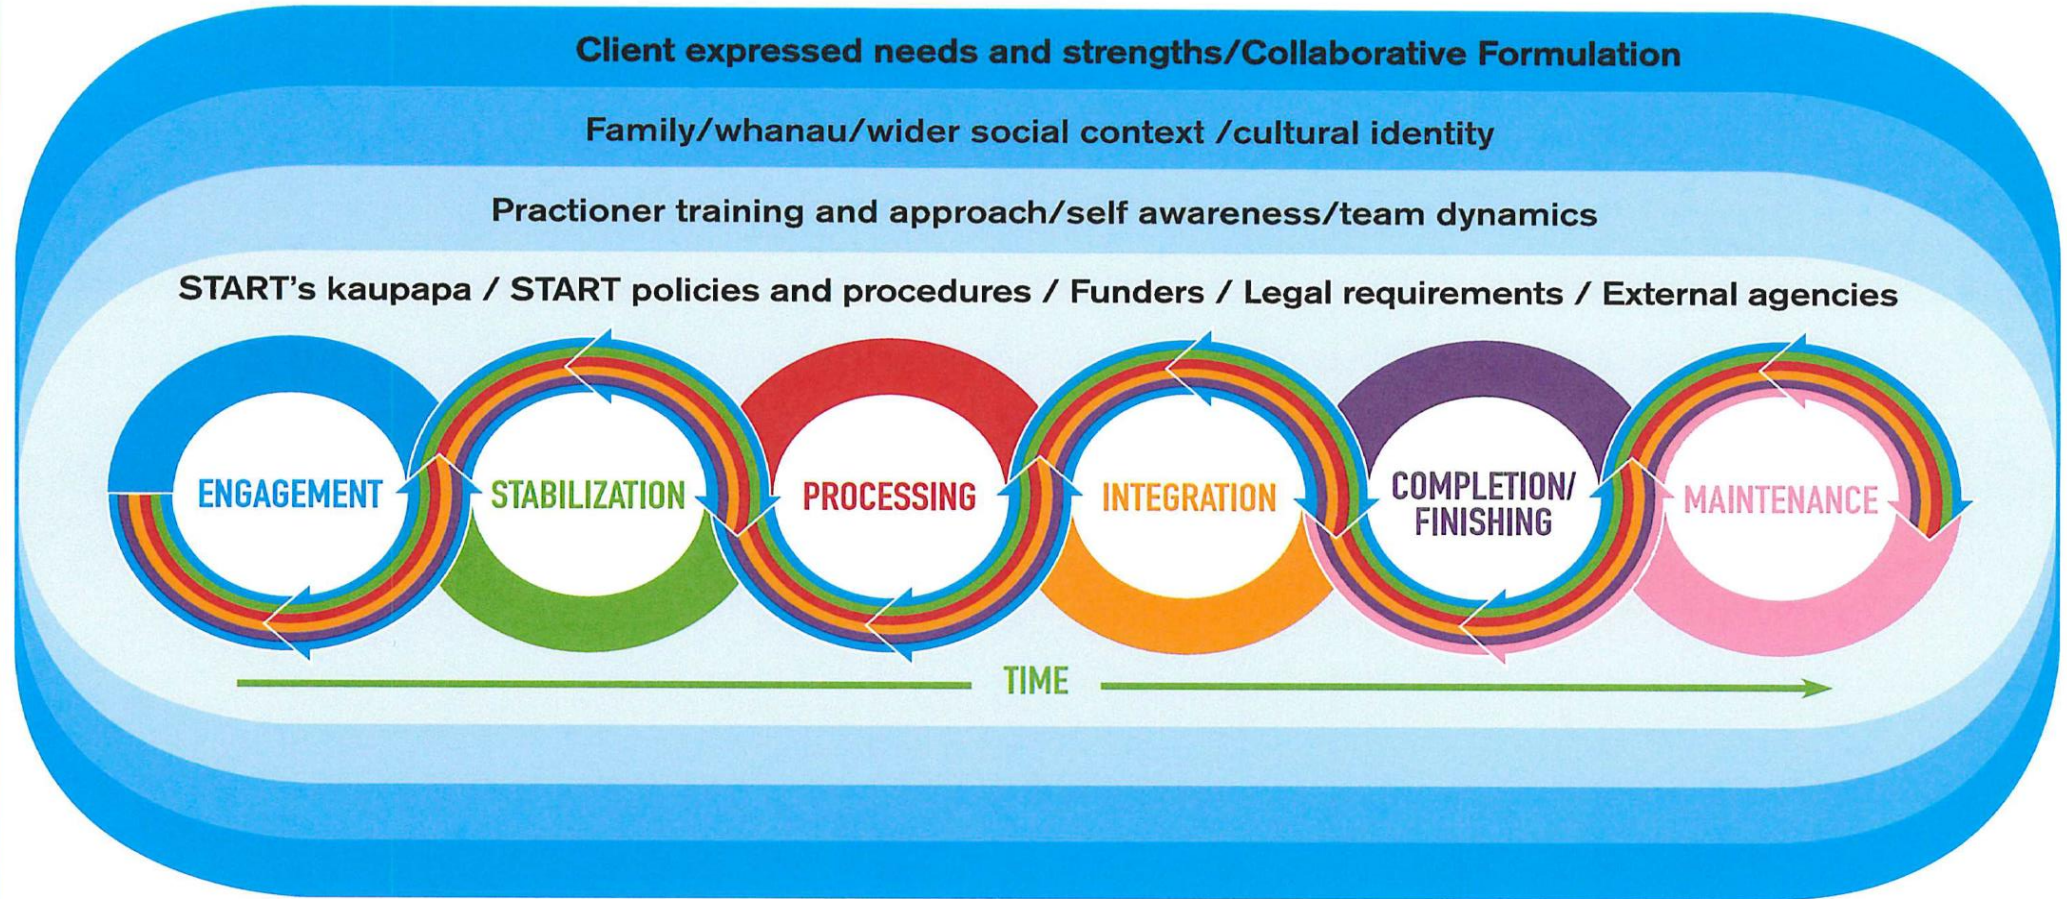 Client expressed needs and strengths/Collaborative Formulation
Family/whanau/wider social context /cultural identity
Practioner training and approach/self awareness/team dynamics
START's kaupapa / START policies and procedures / Funders / Legal requirements / External agencies
ENGAGEMENT
STABILIZATION
PROCESSING
INTEGRATION
COMPLETION/
FINISHING
MAINTENANCE
TIME